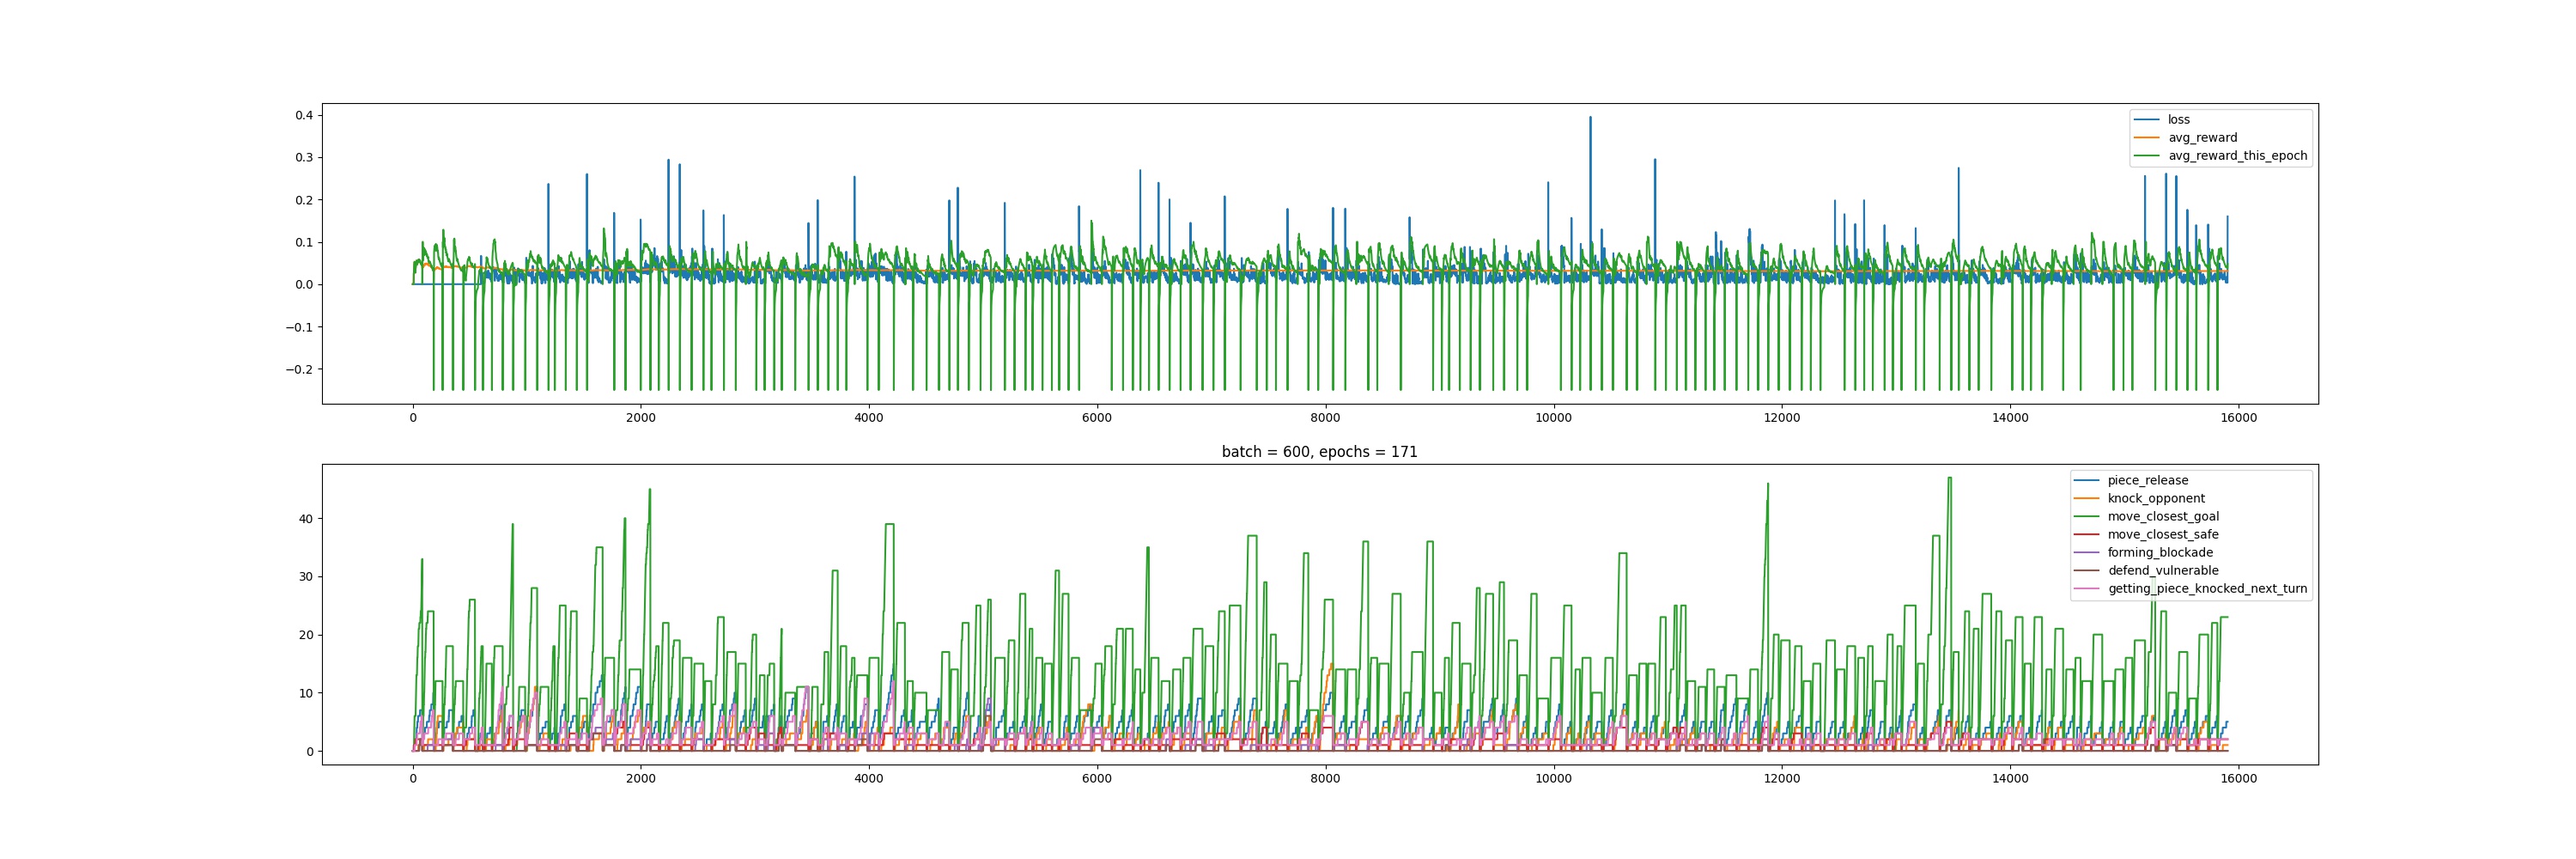 0.4
0.3
0.2
0.1
0.0
−0.1
−0.2
loss
avg_reward
avg_reward_this_epoch
0 2000 4000 6000 8000 10000 12000 14000 16000
batch = 600, epochs = 171
40
30
20
10
0
piece_release
knock_opponent
move_closest_goal
move_closest_safe
forming_blockade
defend_vulnerable
getting_piece_knocked_next_turn
0 2000 4000 6000 8000 10000 12000 14000 16000